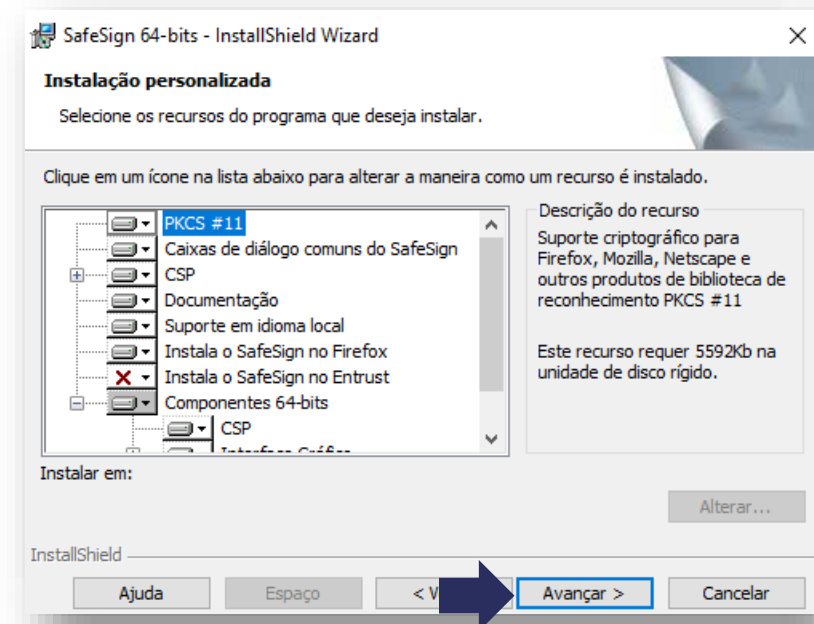 SafeSign 64-bits - InstallShield Wizard
Instalação personalizada
Selecione os recursos do programa que deseja instalar.
Clique em um ícone na lista abaixo para alterar a maneira como um recurso é instalado.
PKCS #11
Caixas de diálogo comuns do SafeSign
CSP
Documentação
Suporte em idioma local
Instala o SafeSign no Firefox
Instala o SafeSign no Entrust
Componentes 64-bits
CSP
Descrição do recurso
Suporte criptográfico para
Firefox, Mozilla, Netscape e
outros produtos de biblioteca de
reconhecimento PKCS #11
Este recurso requer 5592Kb na
unidade de disco rígido.
Instalar em:
Alterar...
InstallShield
Ajuda
Espaço
< V
Avançar >
Cancelar